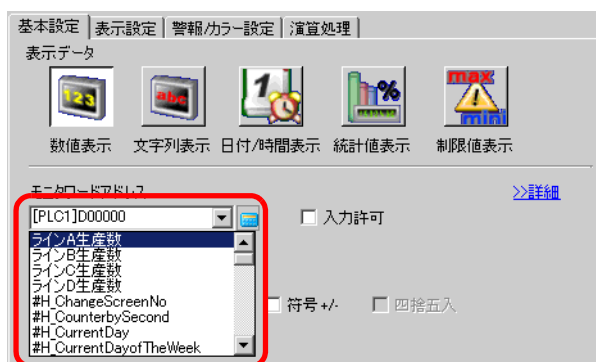 基本設定 表示設定 警報/カラー設定 演算処理
表示データ
123 abc 1 % max mini
数値表示 文字列表示 日付/時間表示 統計値表示 制限値表示
モニタワードアドレス >>詳細
[PLC1]D00000 入力許可
ラインA生産数
ラインB生産数
ラインC生産数
ラインD生産数
#H_ChangeScreenNo
#H_CounterbySecond 符号+/- 四捨五入
#H_CurrentDay
#H_CurrentDayofTheWeek